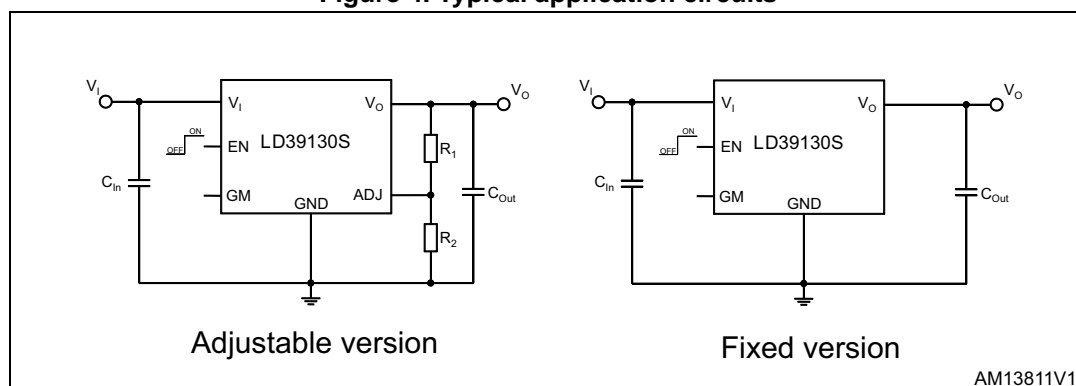 Figure 4. Typical application circuits
V_I
V_I
V_O
V_O
ON
OFF
EN
LD39130S
R_1
C_In
GM
ADJ
GND
C_Out
R_2
Adjustable version
V_I
V_I
V_O
V_O
ON
OFF
EN
LD39130S
C_In
GM
GND
C_Out
Fixed version
AM13811V1